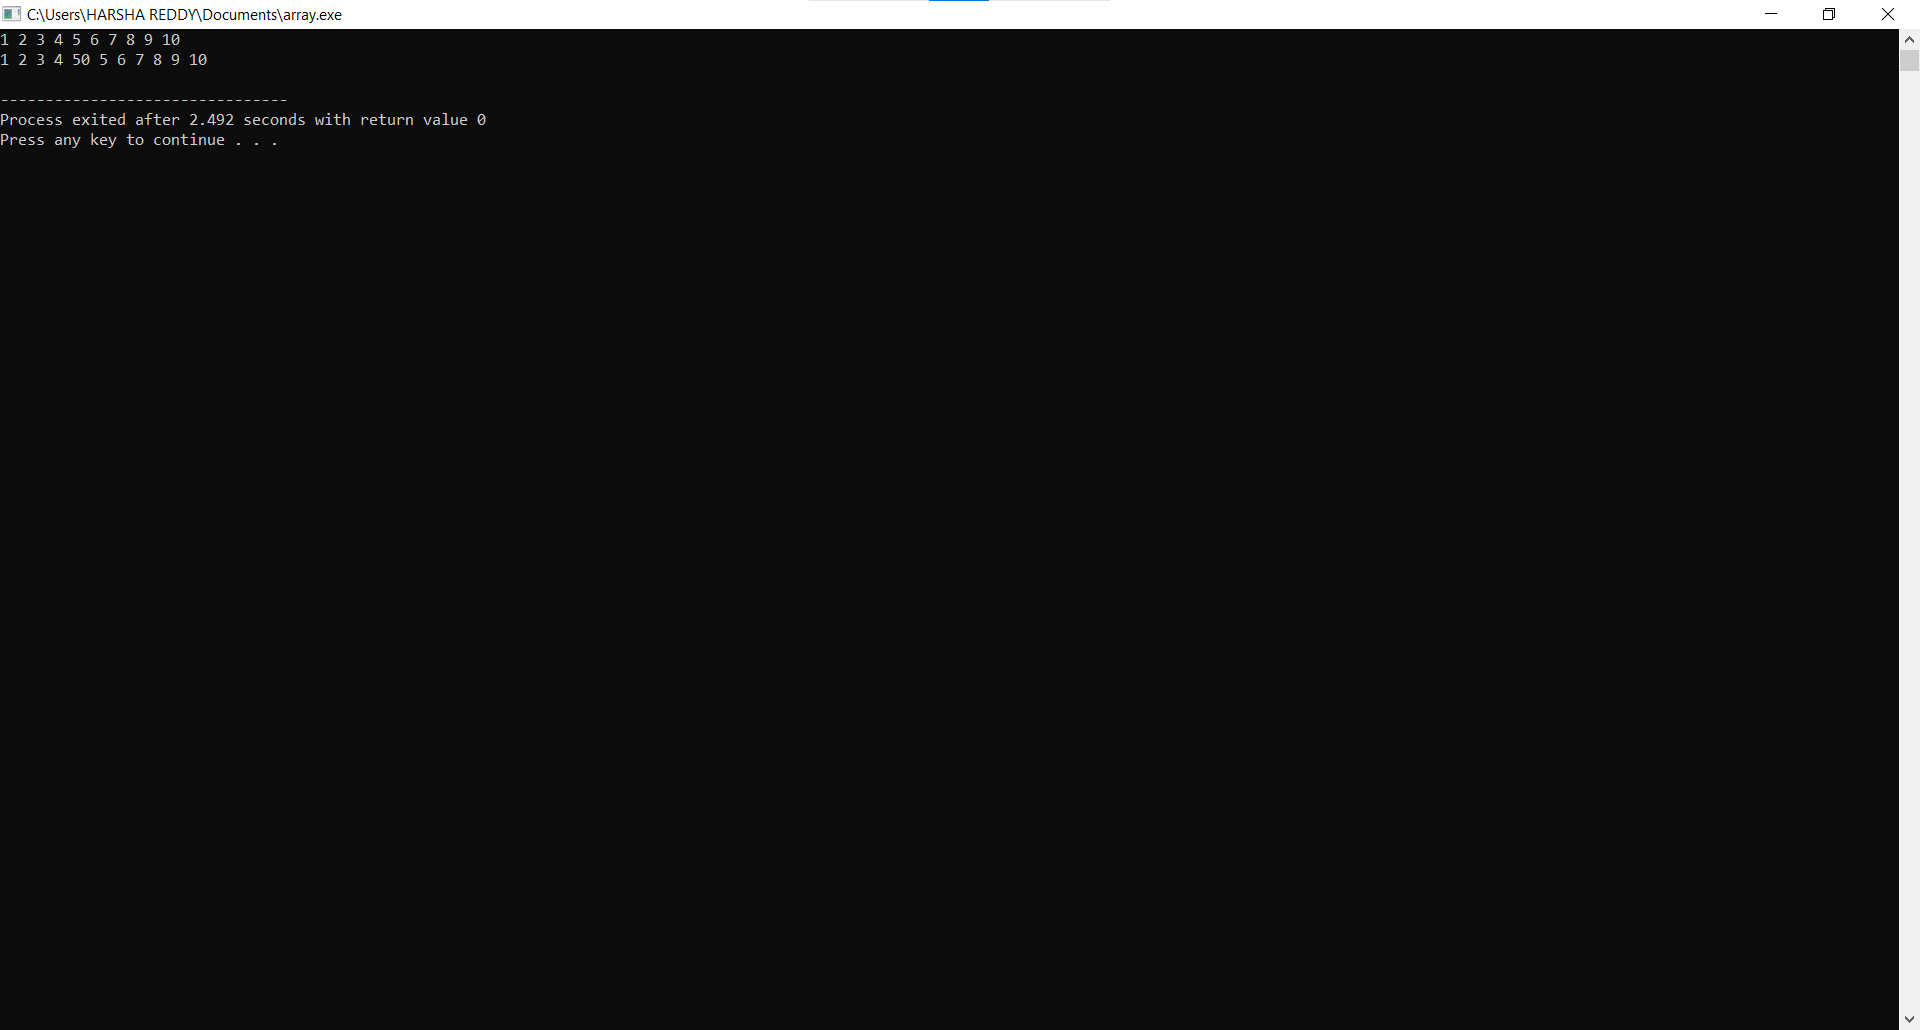 C:\Users\HARSHA REDDY\Documents\array.exe
1 2 3 4 5 6 7 8 9 10
1 2 3 4 50 5 6 7 8 9 10
--------------------------------
Process exited after 2.492 seconds with return value 0
Press any key to continue . . .